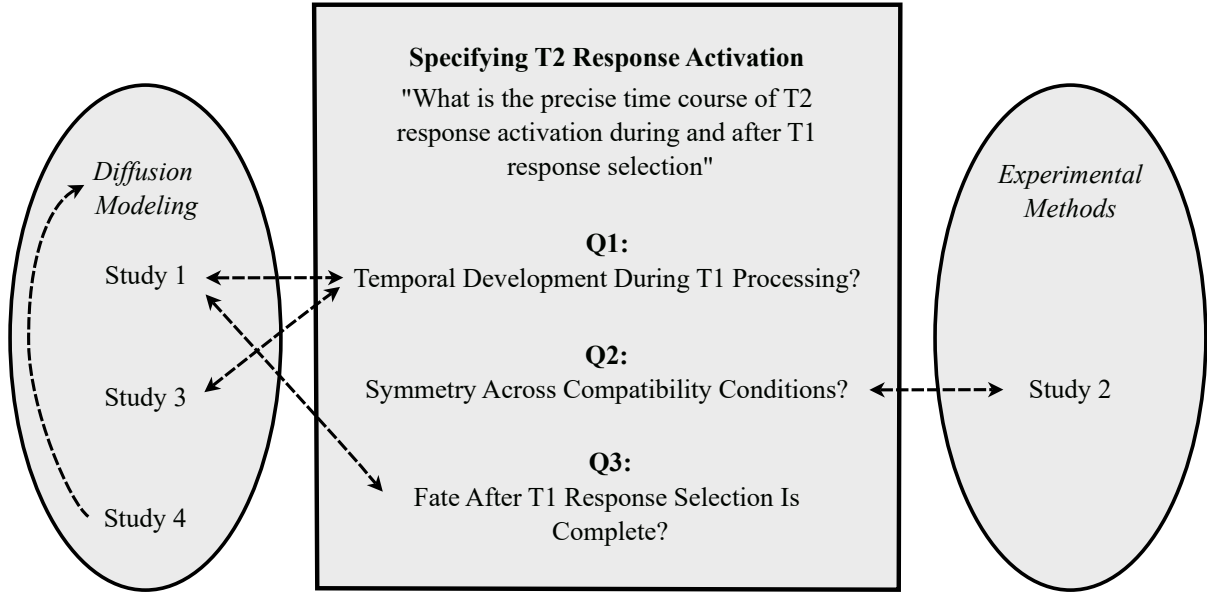 Diffusion
Modeling
Study 1
Study 3
Study 4
Specifying T2 Response Activation
"What is the precise time course of T2
response activation during and after T1
response selection"
Q1:
Temporal Development During T1 Processing?
Q2:
Symmetry Across Compatibility Conditions?
Q3:
Fate After T1 Response Selection Is
Complete?
Experimental
Methods
Study 2